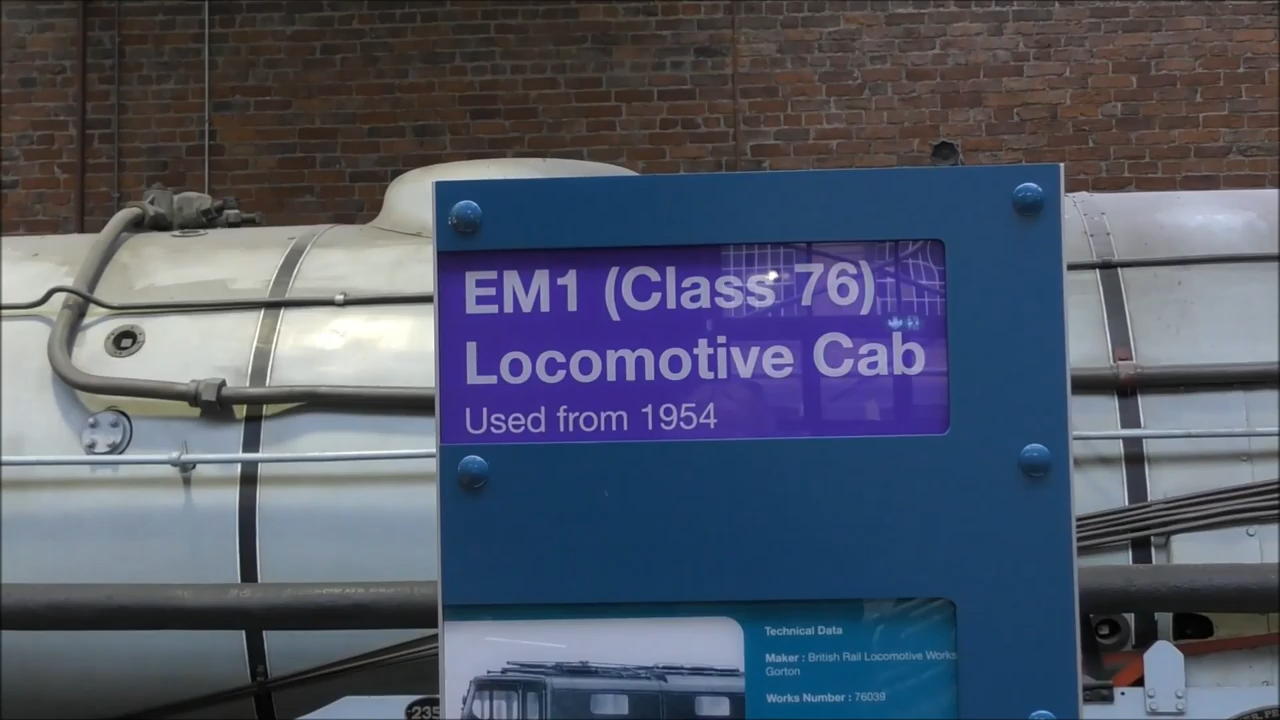 EM1 (Class 76)
Locomotive Cab
Used from 1954
Technical Data
Maker : British Rail Locomotive Works
Gorton
Works Number : 76039
235